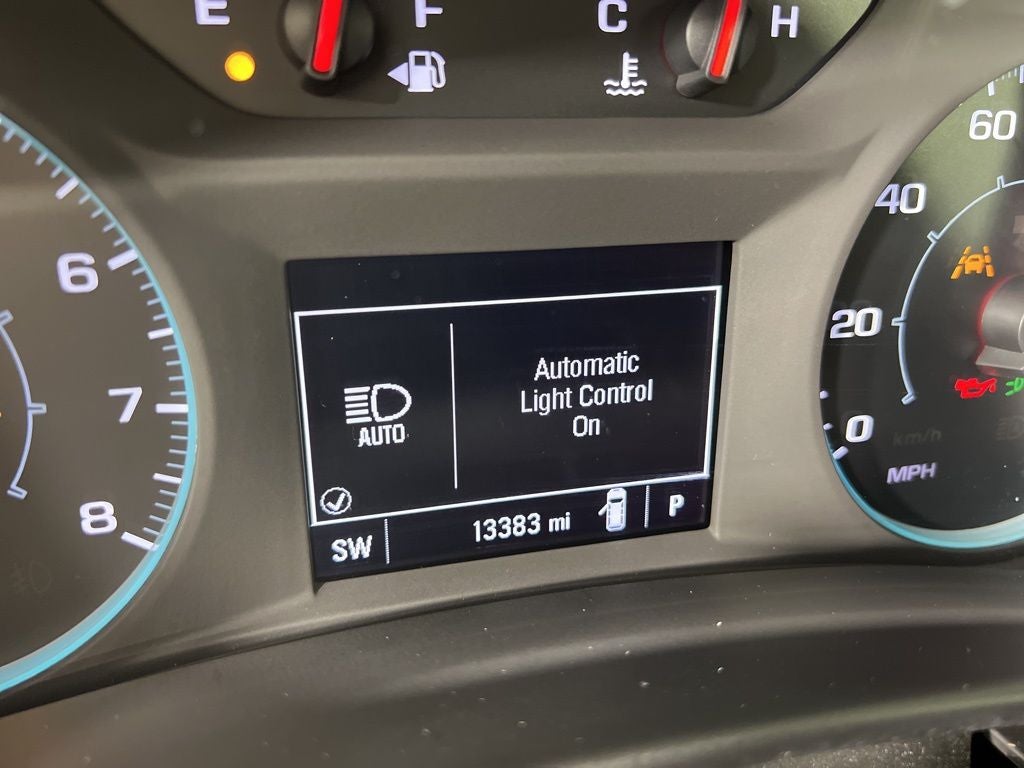 E F
C H
60
40
6
20
Automatic
Light Control
On
AUTO
7
0
km/h
MPH
8
13383 mi
P
SW